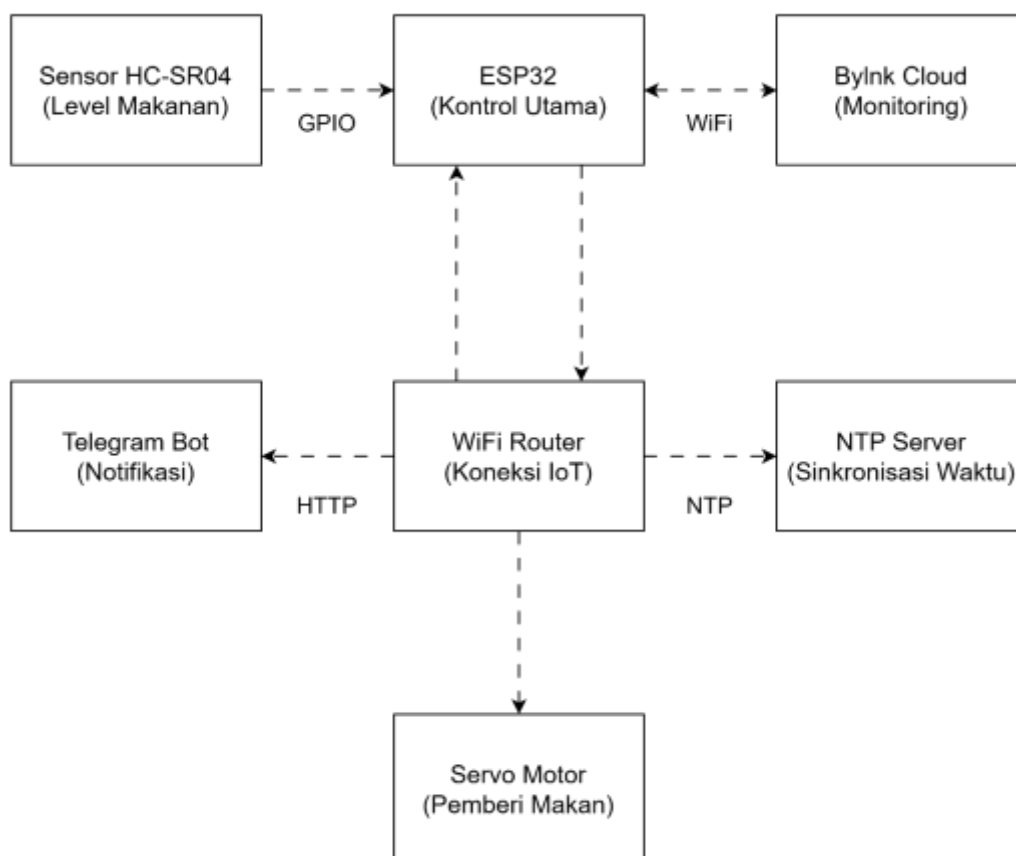 Sensor HC-SR04
(Level Makanan)
GPIO
ESP32
(Kontrol Utama)
WiFi
Bylnk Cloud
(Monitoring)
Telegram Bot
(Notifikasi)
HTTP
WiFi Router
(Koneksi IoT)
NTP
NTP Server
(Sinkronisasi Waktu)
Servo Motor
(Pemberi Makan)